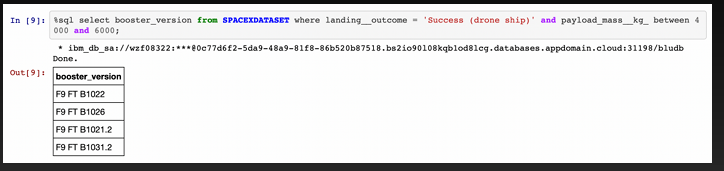 In [9]: %sql select booster_version from SPACEXDATASET where landing__outcome = 'Success (drone ship)' and payload_mass__kg_ between 4
000 and 6000;
* ibm_db_sa://wzf08322:***@0c77d6f2-5da9-48a9-81f8-86b520b87518.bs2io90l08kqb1od8lcg.databases.appdomain.cloud:31198/bludb
Done.
Out[9]: booster_version
F9 FT B1022
F9 FT B1026
F9 FT B1021.2
F9 FT B1031.2